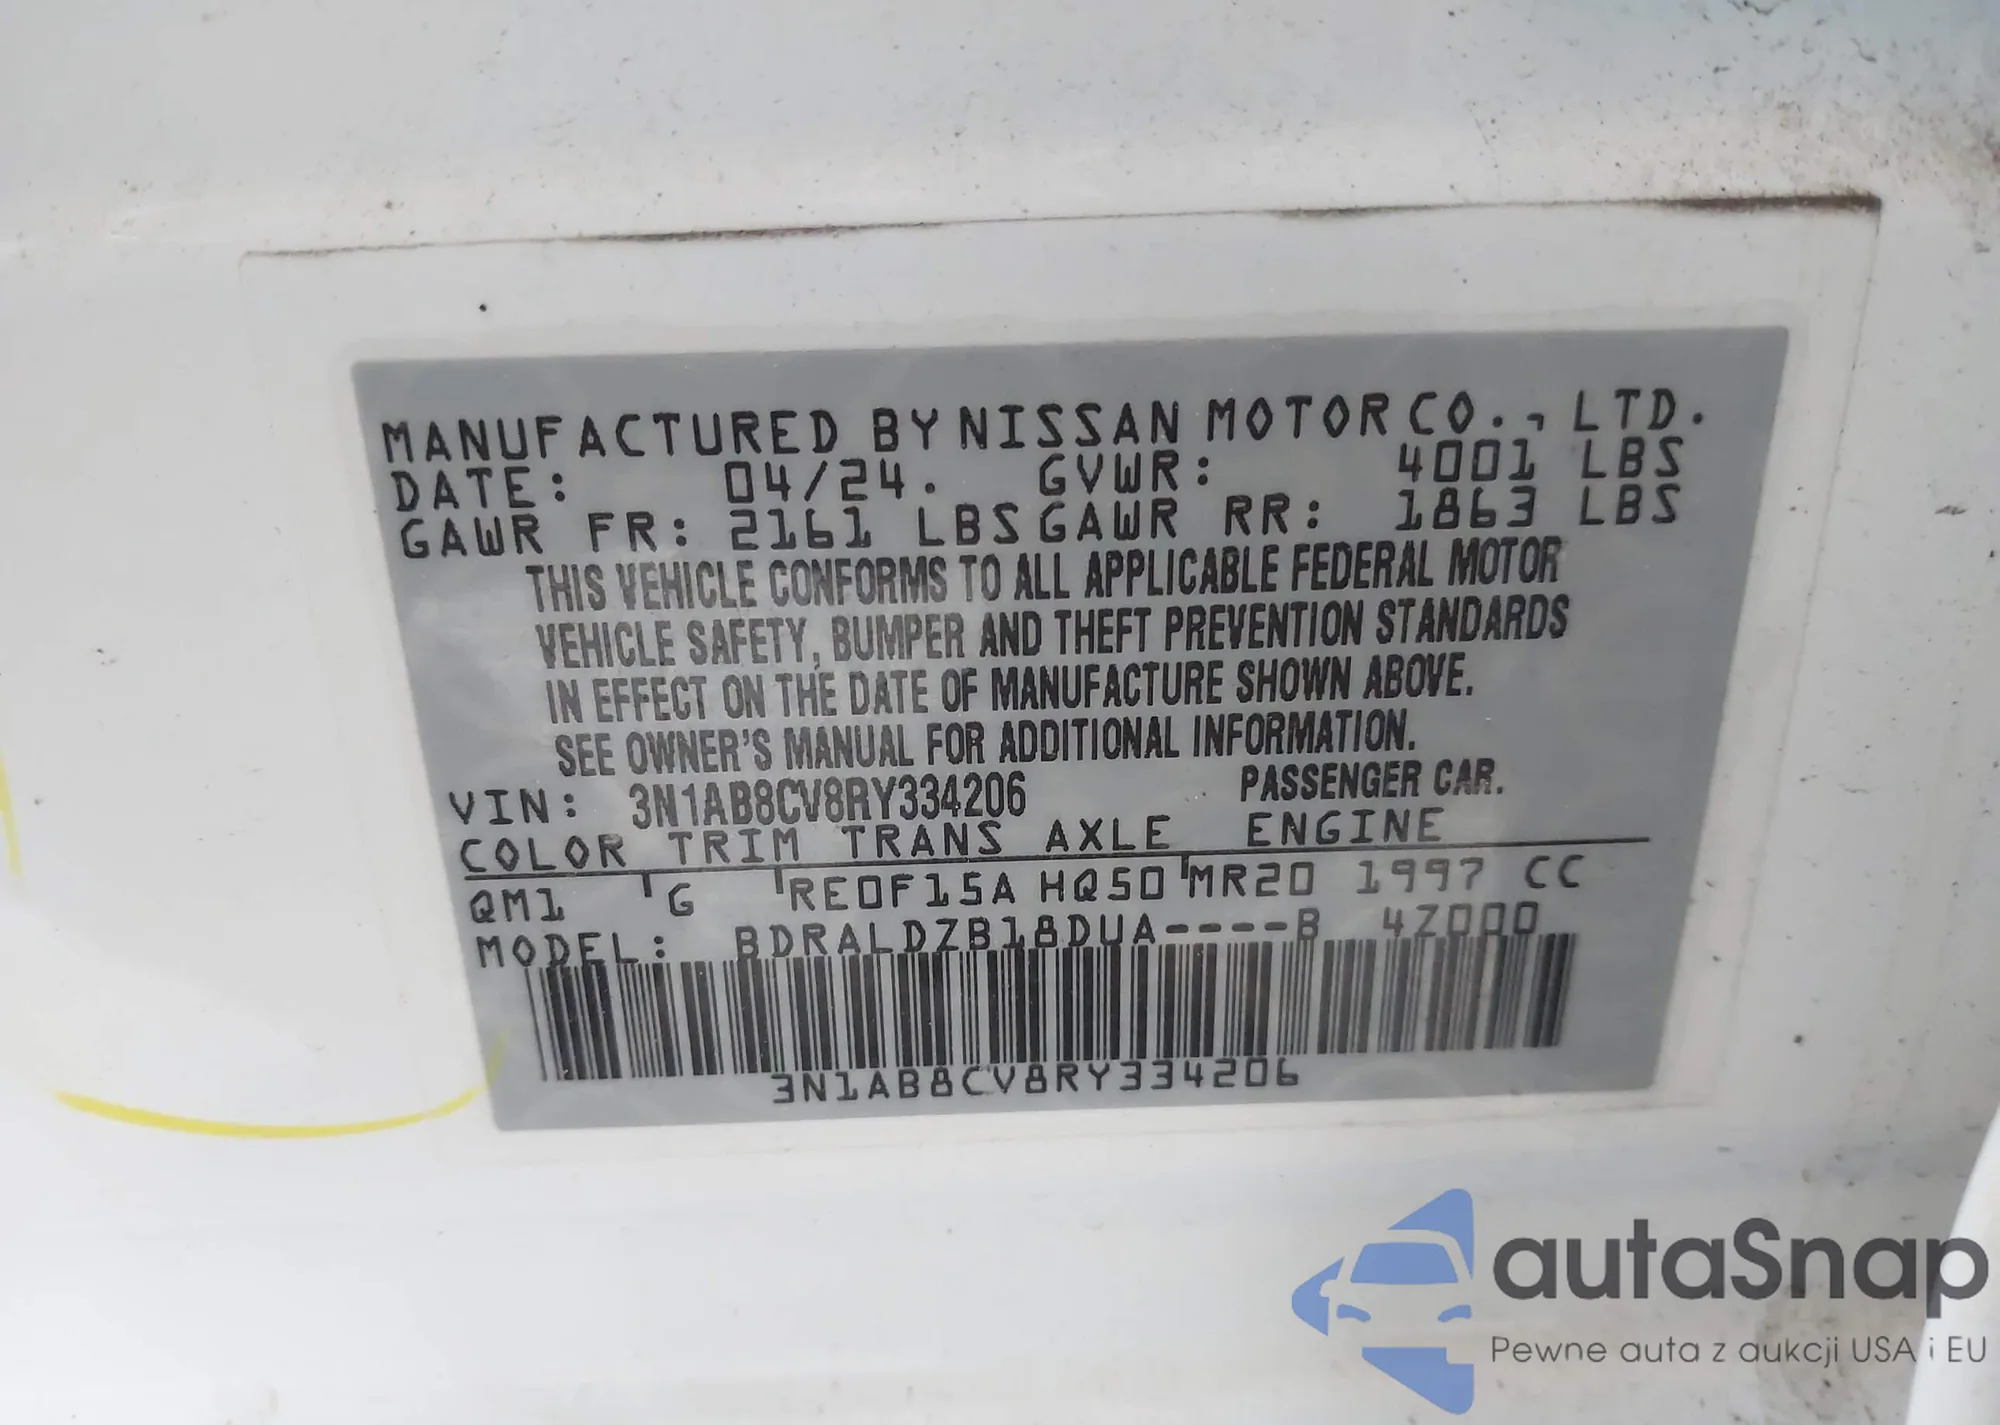 MANUFACTURED BY NISSAN MOTOR CO., LTD.
DATE: 04/24. GVWR: 4001 LBS
GAWR FR: 2161 LBS GAWR RR: 1863 LBS
THIS VEHICLE CONFORMS TO ALL APPLICABLE FEDERAL MOTOR
VEHICLE SAFETY, BUMPER AND THEFT PREVENTION STANDARDS
IN EFFECT ON THE DATE OF MANUFACTURE SHOWN ABOVE.
SEE OWNER'S MANUAL FOR ADDITIONAL INFORMATION.
VIN: 3N1AB8CV8RY334206 PASSENGER CAR.
COLOR TRIM TRANS AXLE ENGINE
QM1 G RE0F15A HQ50 MR20 1997 CC
MODEL: BDRALDZB18DUA----B 4Z000
3N1AB8CV8RY334206
autaSnap
Pewne auta z aukcji USA i EU